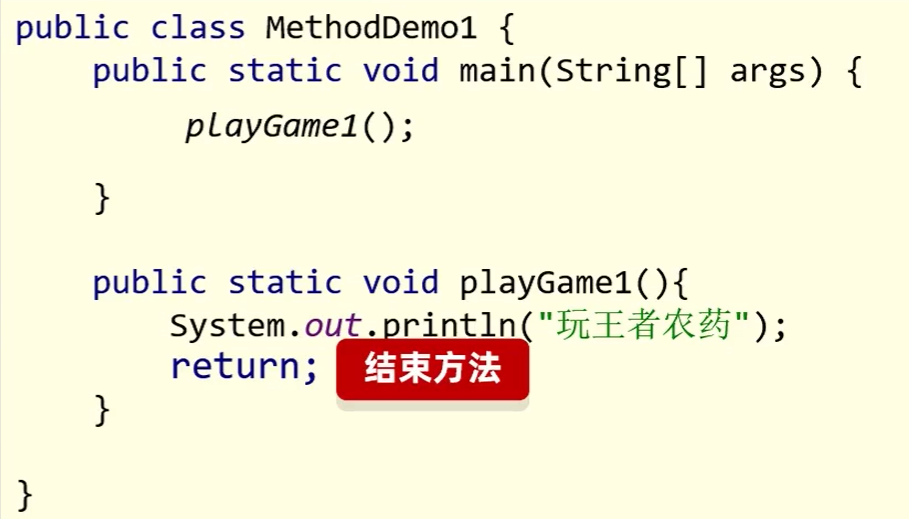 public class MethodDemo1 {
public static void main(String[] args) {
playGame1();
}
public static void playGame1(){
System.out.println("玩王者农药");
return; 结束方法
}
}